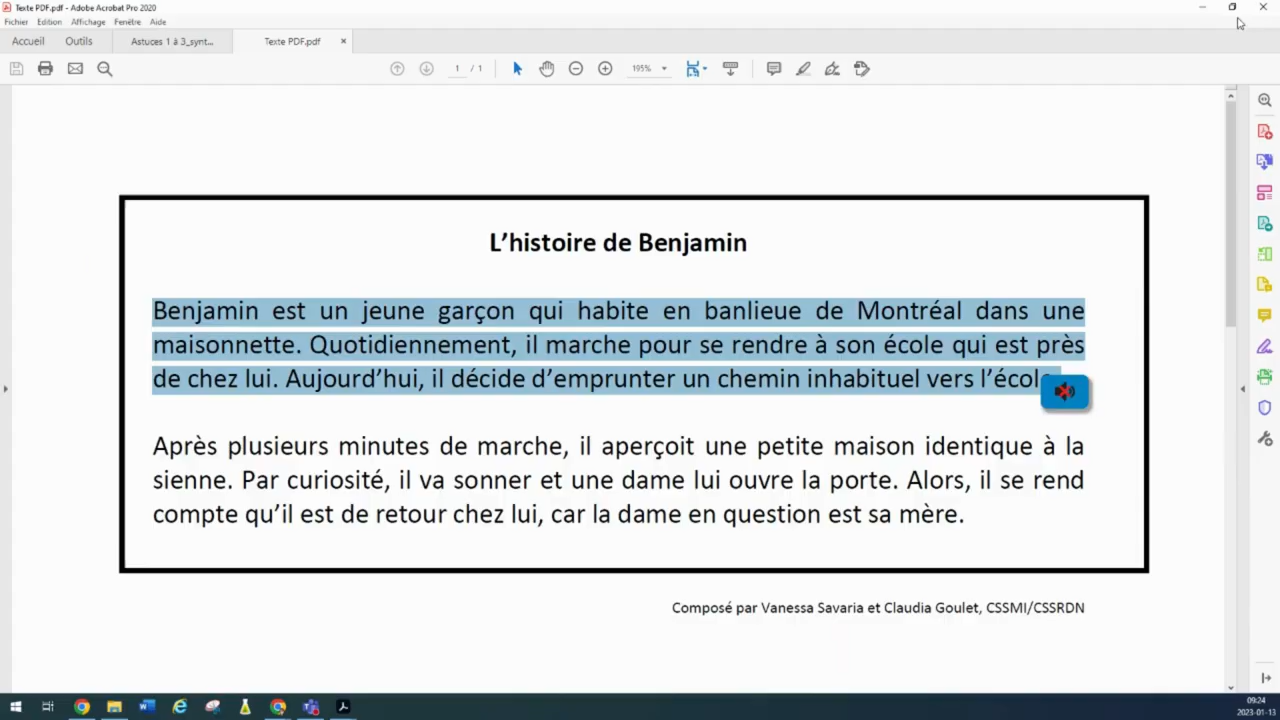 Texte PDF.pdf - Adobe Acrobat Pro 2020
Fichier Edition Affichage Fenêtre Aide
Accueil Outils Astuces 1 à 3_synt... Texte PDF.pdf ×
1 / 1 195%
L’histoire de Benjamin
Benjamin est un jeune garçon qui habite en banlieue de Montréal dans une
maisonnette. Quotidiennement, il marche pour se rendre à son école qui est près
de chez lui. Aujourd’hui, il décide d’emprunter un chemin inhabituel vers l’écol
Après plusieurs minutes de marche, il aperçoit une petite maison identique à la
sienne. Par curiosité, il va sonner et une dame lui ouvre la porte. Alors, il se rend
compte qu’il est de retour chez lui, car la dame en question est sa mère.
Composé par Vanessa Savaria et Claudia Goulet, CSSMI/CSSRDN
09:24
2023-01-13